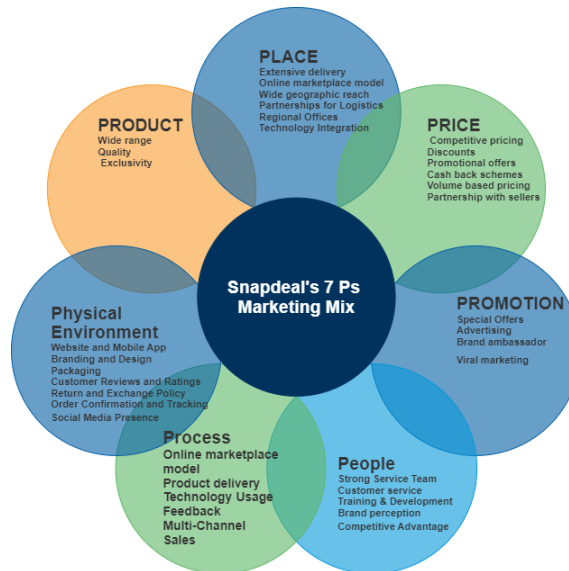 PLACE
Extensive delivery
Online marketplace model
Wide geographic reach
Partnerships for Logistics
Regional Offices
Technology Integration
PRODUCT
Wide range
Quality
Exclusivity
PRICE
Competitive pricing
Discounts
Promotional offers
Cash back schemes
Volume based pricing
Partnership with sellers
Snapdeal's 7 Ps
Marketing Mix
Physical
Environment
Website and Mobile App
Branding and Design
Packaging
Customer Reviews and Ratings
Return and Exchange Policy
Order Confirmation and Tracking
Social Media Presence
PROMOTION
Special Offers
Advertising
Brand ambassador
Viral marketing
Process
Online marketplace
model
Product delivery
Technology Usage
Feedback
Multi-Channel
Sales
People
Strong Service Team
Customer service
Training & Development
Brand perception
Competitive Advantage